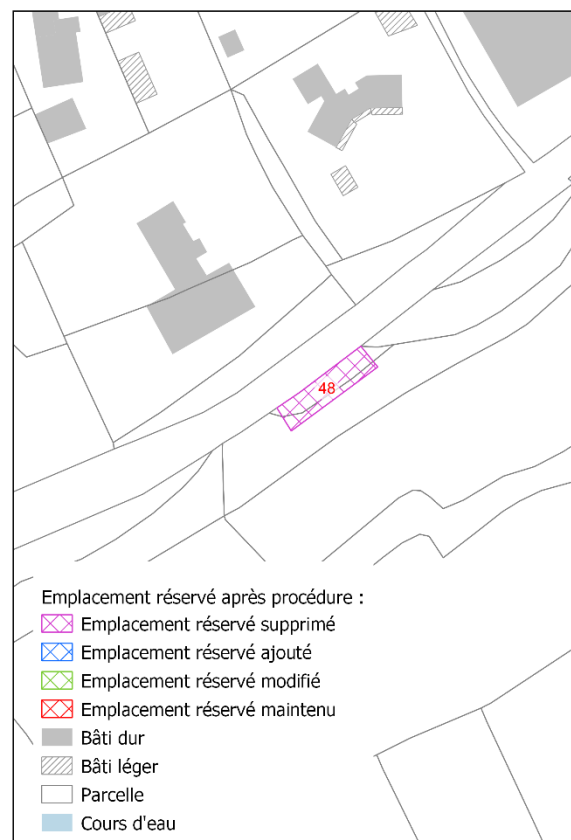 48
Emplacement réservé après procédure :
Emplacement réservé supprimé
Emplacement réservé ajouté
Emplacement réservé modifié
Emplacement réservé maintenu
Bâti dur
Bâti léger
Parcelle
Cours d'eau